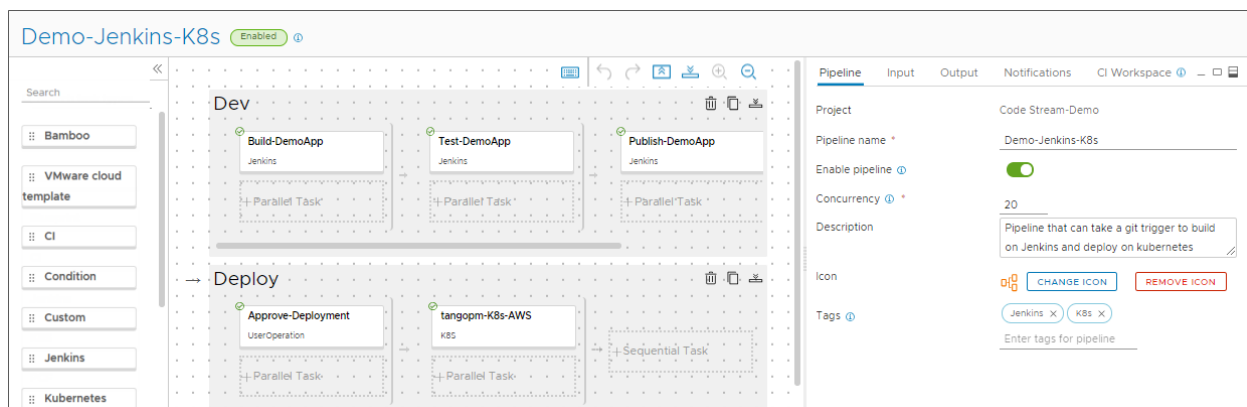 Demo-Jenkins-K8s Enabled
Search
Bamboo
VMware cloud
template
CI
Condition
Custom
Jenkins
Kubernetes
Dev
Build-DemoApp
Jenkins
+ Parallel Task
Test-DemoApp
Jenkins
+ Parallel Task
Publish-DemoApp
Jenkins
+ Parallel Task
Deploy
Approve-Deployment
UserOperation
+ Parallel Task
tangopm-K8s-AWS
K8S
+ Parallel Task
+ Sequential Task
Pipeline Input Output Notifications CI Workspace
Project Code Stream-Demo
Pipeline name * Demo-Jenkins-K8s
Enable pipeline
Concurrency * 20
Description Pipeline that can take a git trigger to build
on Jenkins and deploy on kubernetes
Icon CHANGE ICON REMOVE ICON
Tags Jenkins X K8s X
Enter tags for pipeline